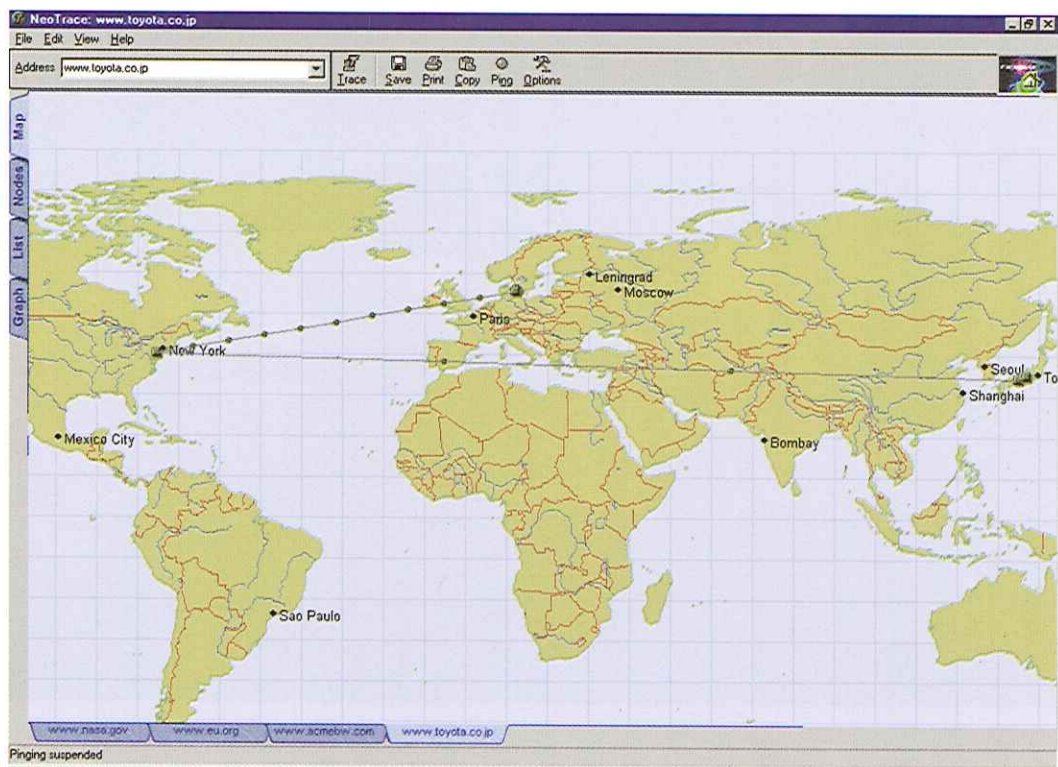 NeoTrace: www.toyota.co.jp
File Edit View Help
Address www.toyota.co.jp Trace Save Print Copy Ping Options
Map
Nodes
List
Graph
Leningrad
Moscow
Paris
New York
Seoul
To
Shanghai
Mexico City
Bombay
Sao Paulo
www.nasa.gov www.eu.org www.acmebw.com www.toyota.co.jp
Pinging suspended